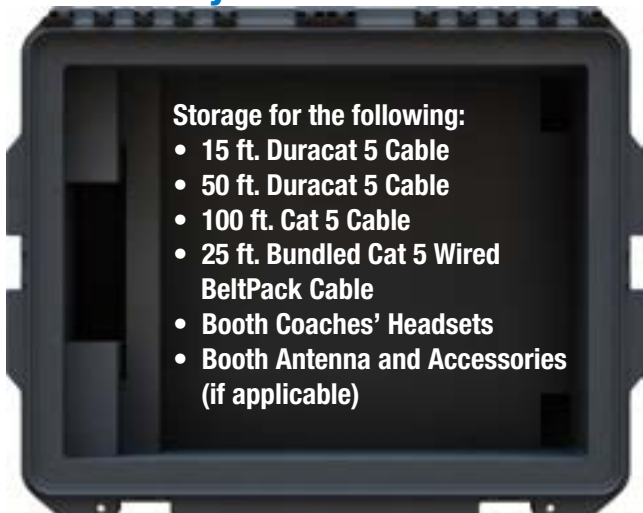 Storage for the following:
• 15 ft. Duracat 5 Cable
• 50 ft. Duracat 5 Cable
• 100 ft. Cat 5 Cable
• 25 ft. Bundled Cat 5 Wired
BeltPack Cable
• Booth Coaches' Headsets
• Booth Antenna and Accessories
(if applicable)